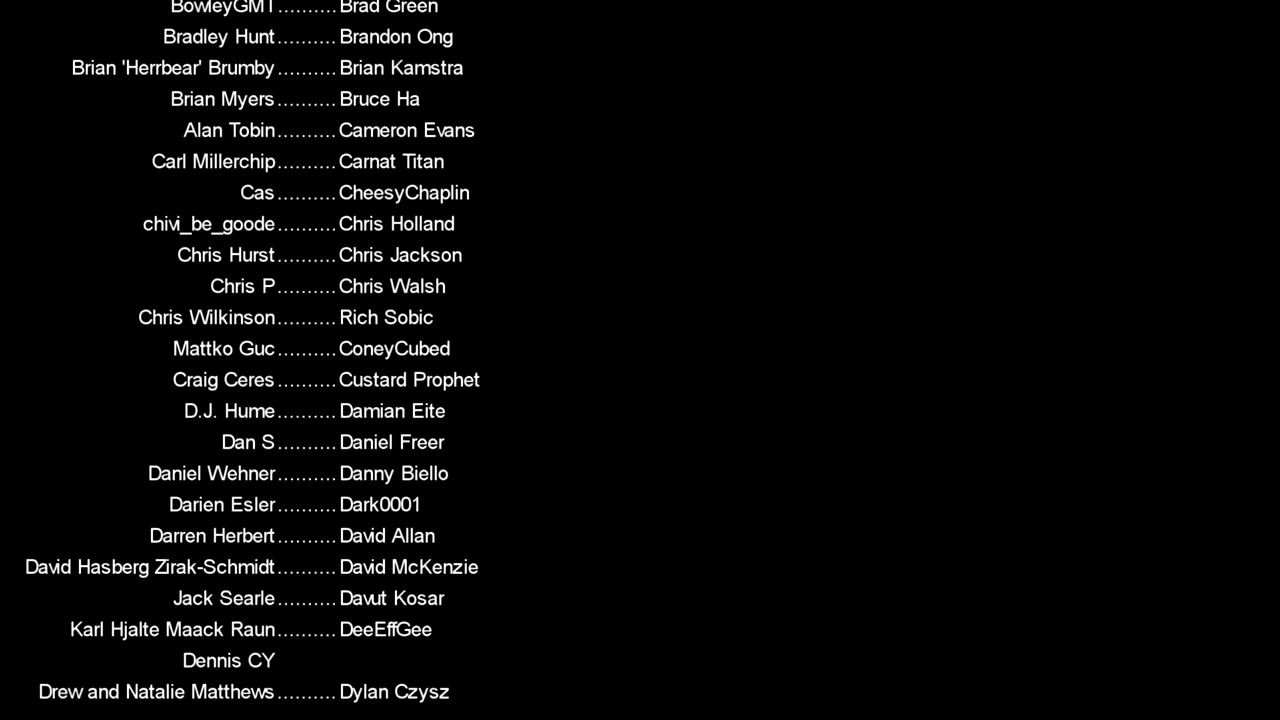 BowleyGMT..........Brad Green
Bradley Hunt..........Brandon Ong
Brian 'Herrbear' Brumby..........Brian Kamstra
Brian Myers..........Bruce Ha
Alan Tobin..........Cameron Evans
Carl Millerchip..........Carnat Titan
Cas..........CheesyChaplin
chivi_be_goode..........Chris Holland
Chris Hurst..........Chris Jackson
Chris P..........Chris Walsh
Chris Wilkinson..........Rich Sobic
Mattko Guc..........ConeyCubed
Craig Ceres..........Custard Prophet
D.J. Hume..........Damian Eite
Dan S..........Daniel Freer
Daniel Wehner..........Danny Biello
Darien Esler..........Dark0001
Darren Herbert..........David Allan
David Hasberg Zirak-Schmidt..........David McKenzie
Jack Searle..........Davut Kosar
Karl Hjalte Maack Raun..........DeeEffGee
Dennis CY
Drew and Natalie Matthews..........Dylan Czysz